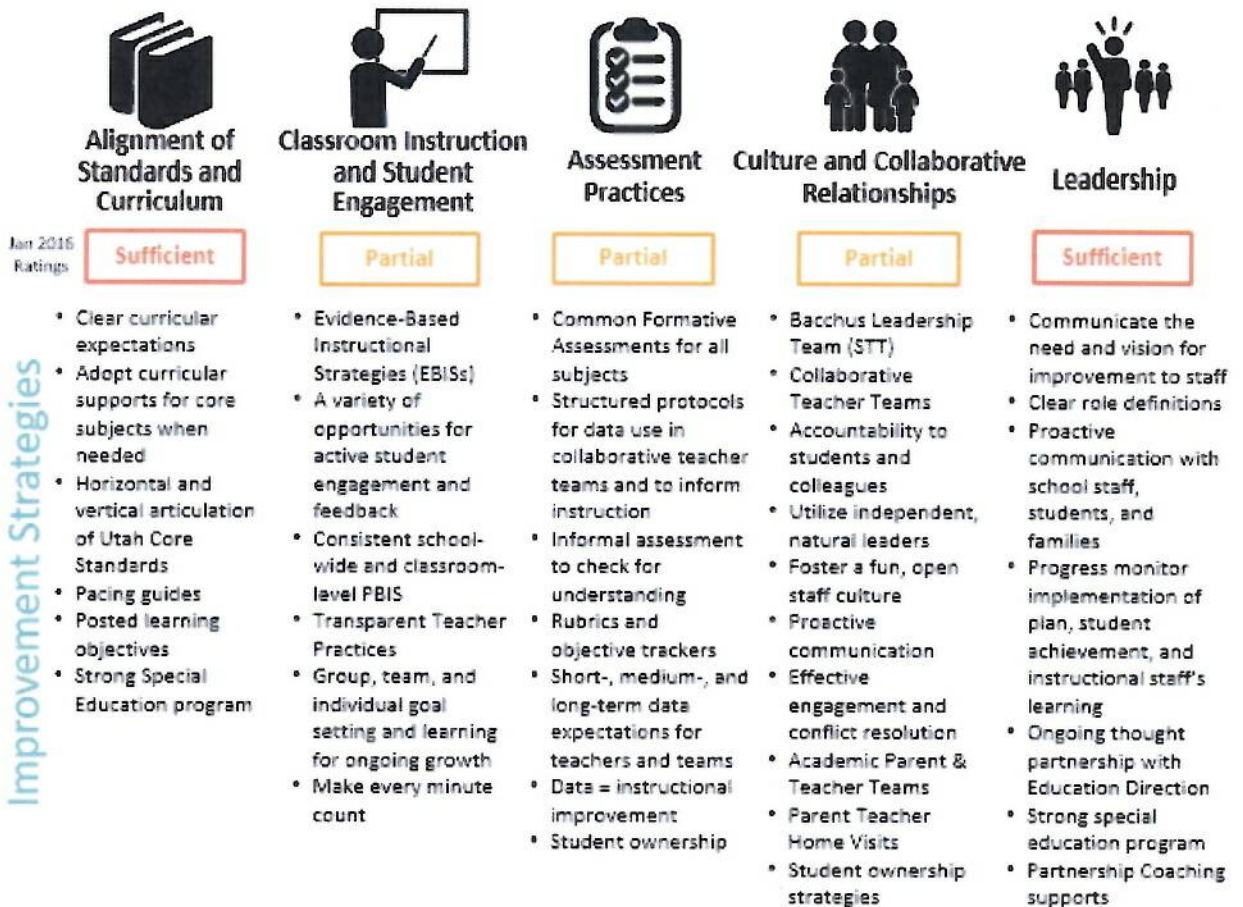 Alignment of
Standards and
Curriculum
Classroom Instruction
and Student
Engagement
Assessment
Practices
Culture and Collaborative
Relationships
Leadership
Jan 2016
Ratings
Sufficient
Partial
Partial
Partial
Sufficient
Improvement Strategies
• Clear curricular
expectations
• Adopt curricular
supports for core
subjects when
needed
• Horizontal and
vertical articulation
of Utah Core
Standards
• Pacing guides
• Posted learning
objectives
• Strong Special
Education program
• Evidence-Based
Instructional
Strategies (EBISs)
• A variety of
opportunities for
active student
engagement and
feedback
• Consistent school-
wide and classroom-
level PBIS
• Transparent Teacher
Practices
• Group, team, and
individual goal
setting and learning
for ongoing growth
• Make every minute
count
• Common Formative
Assessments for all
subjects
• Structured protocols
for data use in
collaborative teacher
teams and to inform
instruction
• Informal assessment
to check for
understanding
• Rubrics and
objective trackers
• Short-, medium-, and
long-term data
expectations for
teachers and teams
• Data = instructional
improvement
• Student ownership
• Bacchus Leadership
Team (STT)
• Collaborative
Teacher Teams
• Accountability to
students and
colleagues
• Utilize independent,
natural leaders
• Foster a fun, open
staff culture
• Proactive
communication
• Effective
engagement and
conflict resolution
• Academic Parent &
Teacher Teams
• Parent Teacher
Home Visits
• Student ownership
strategies
• Communicate the
need and vision for
improvement to staff
• Clear role definitions
• Proactive
communication with
school staff,
students, and
families
• Progress monitor
implementation of
plan, student
achievement, and
instructional staff's
learning
• Ongoing thought
partnership with
Education Direction
• Strong special
education program
• Partnership Coaching
supports